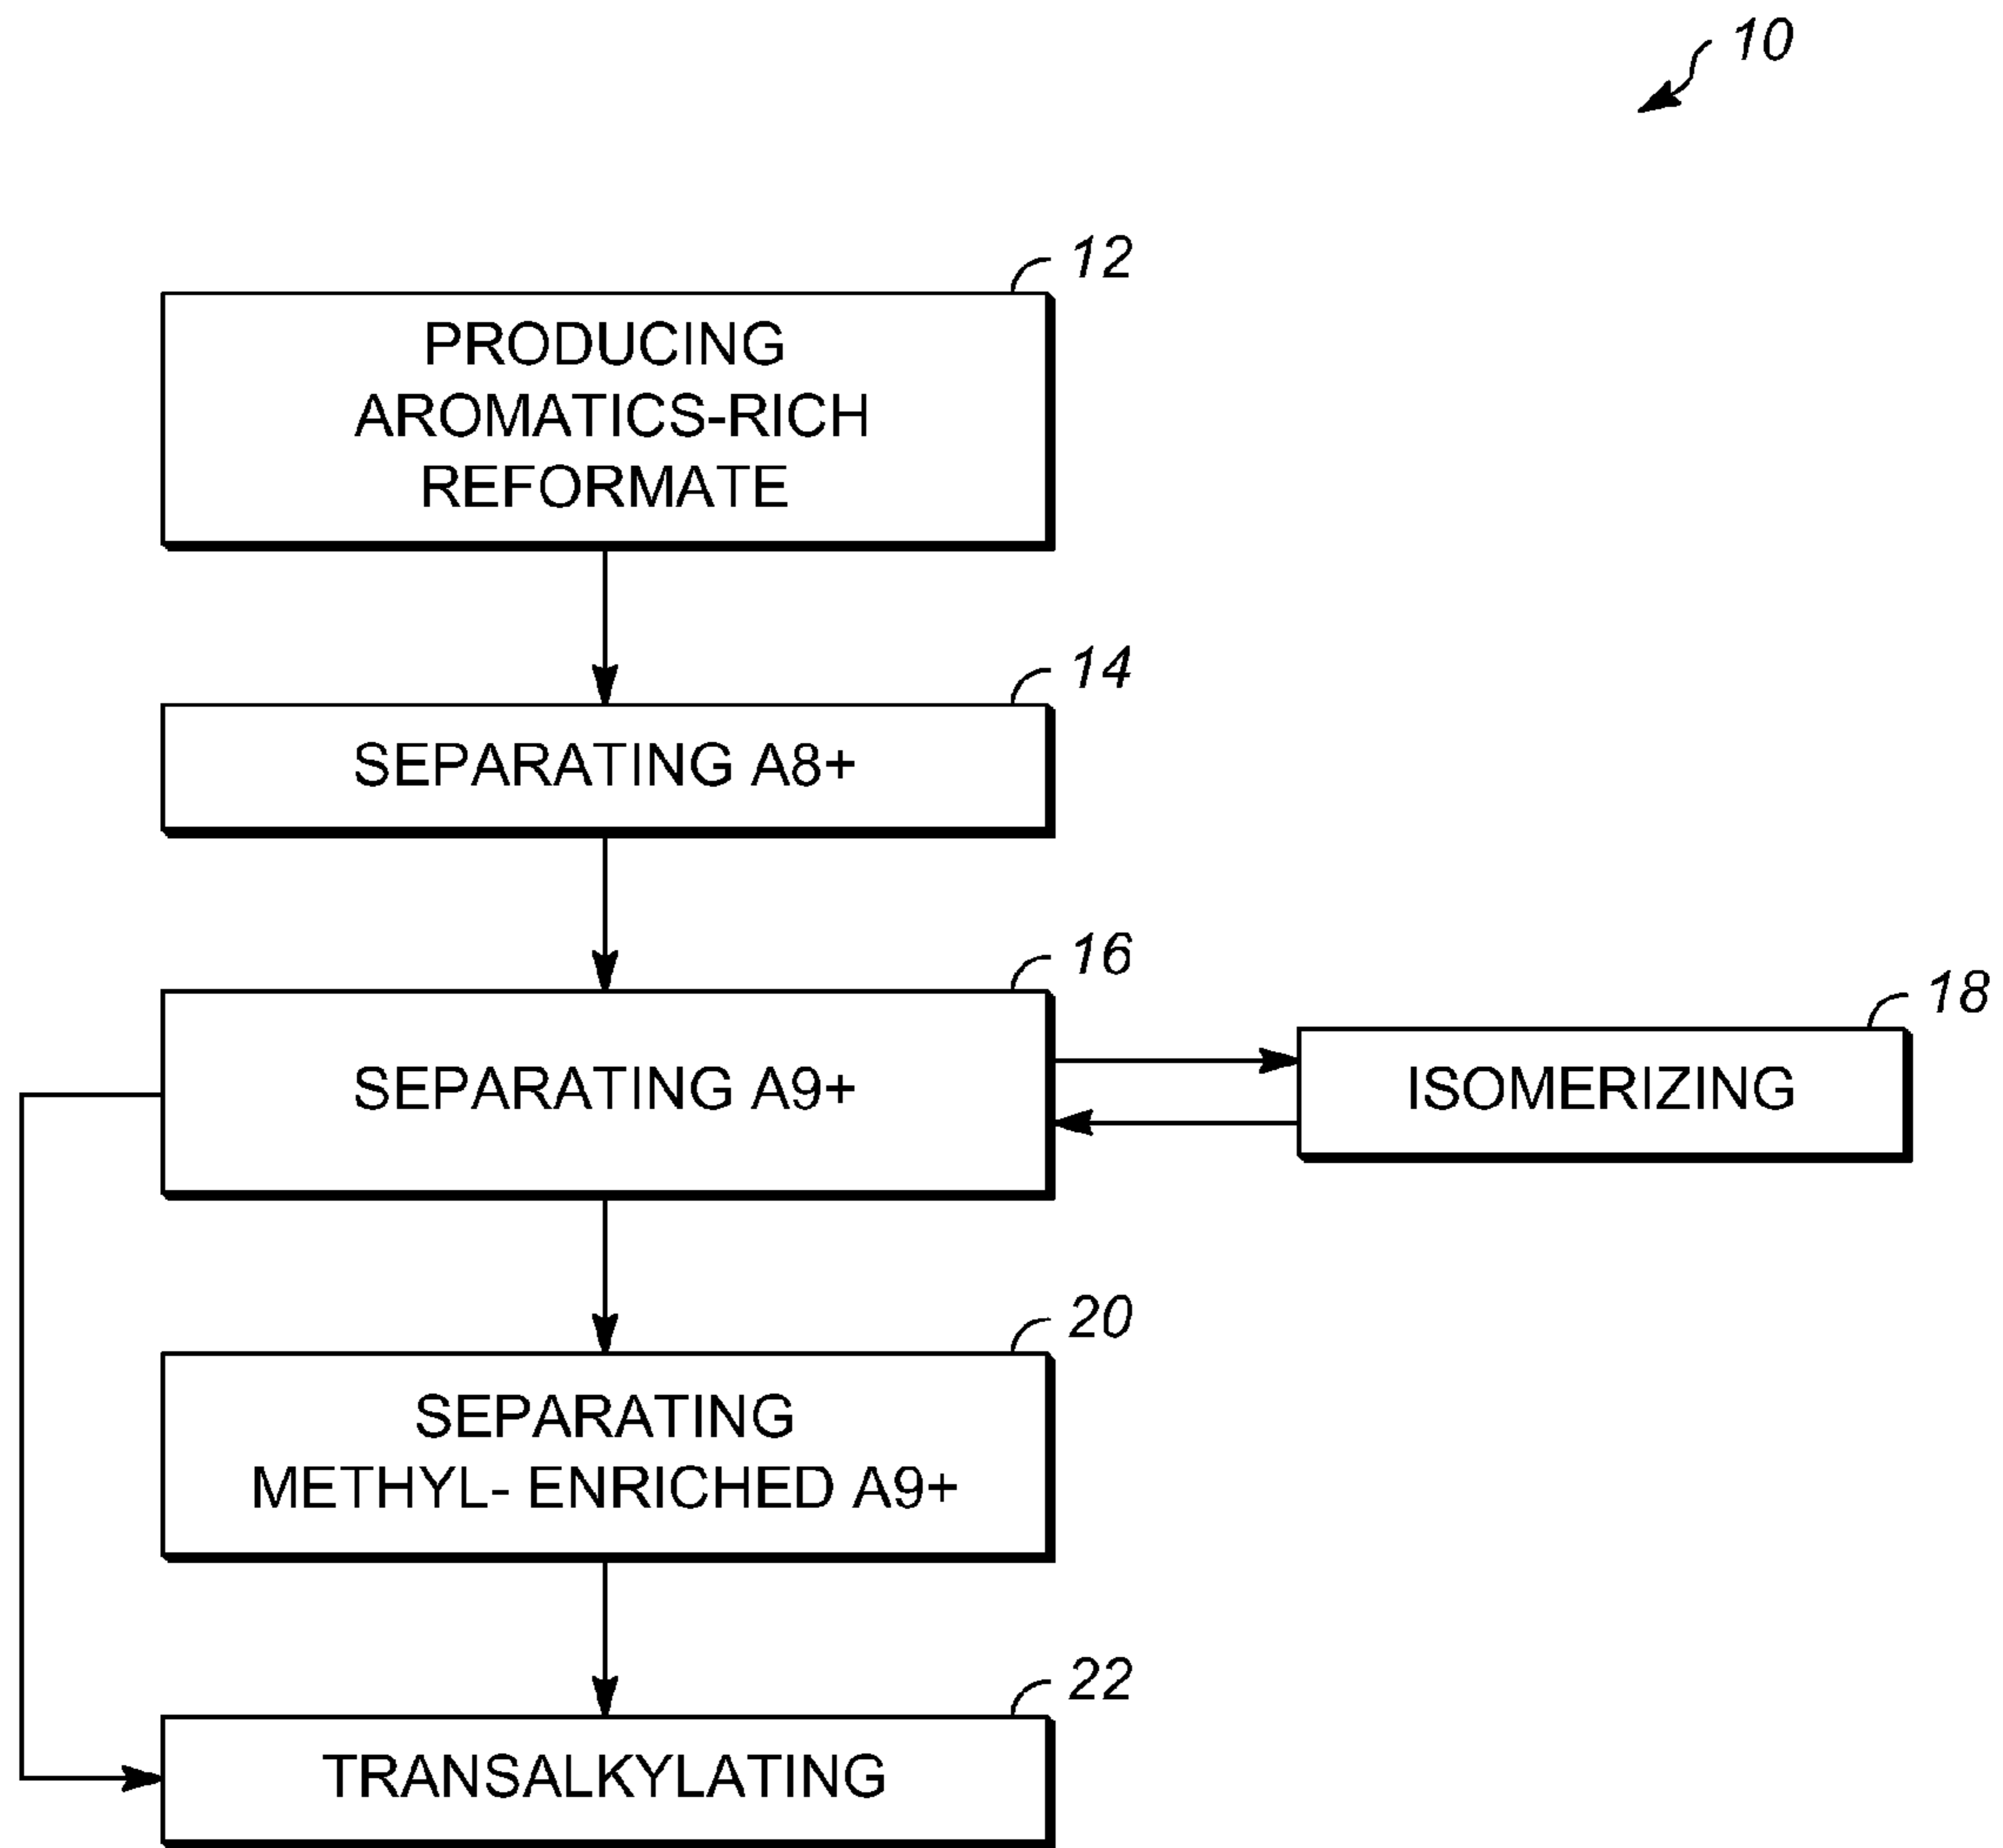 10
12
PRODUCING
AROMATICS-RICH
REFORMATE
14
SEPARATING A8+
16
SEPARATING A9+
18
ISOMERIZING
20
SEPARATING
METHYL- ENRICHED A9+
22
TRANSALKYLATING